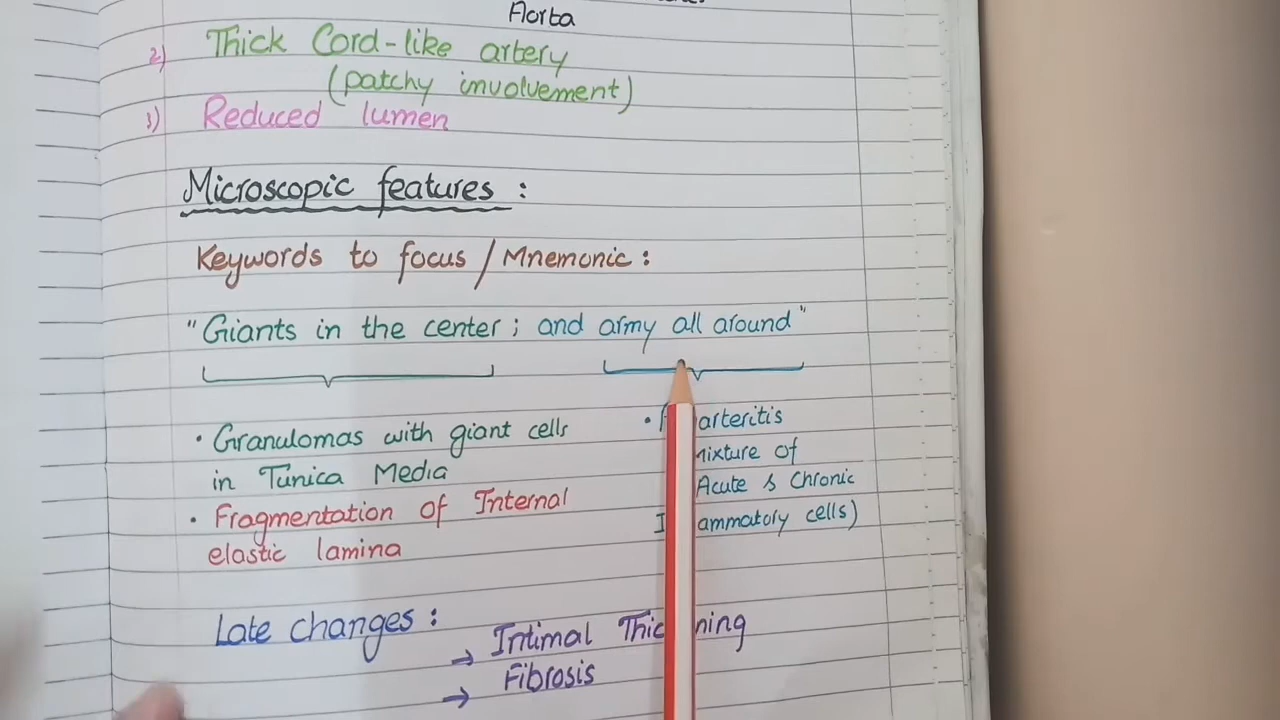 Aorta
2) Thick Cord-like artery
(patchy involvement)
3) Reduced lumen
Microscopic features :
Keywords to focus / Mnemonic :
"Giants in the center ; and army all around"
• Granulomas with giant cells
in Tunica Media
• Fragmentation of Internal
elastic lamina
• arteritis
of
Acute & Chronic
cells)
Late changes :
→ Intimal
→ Fibrosis